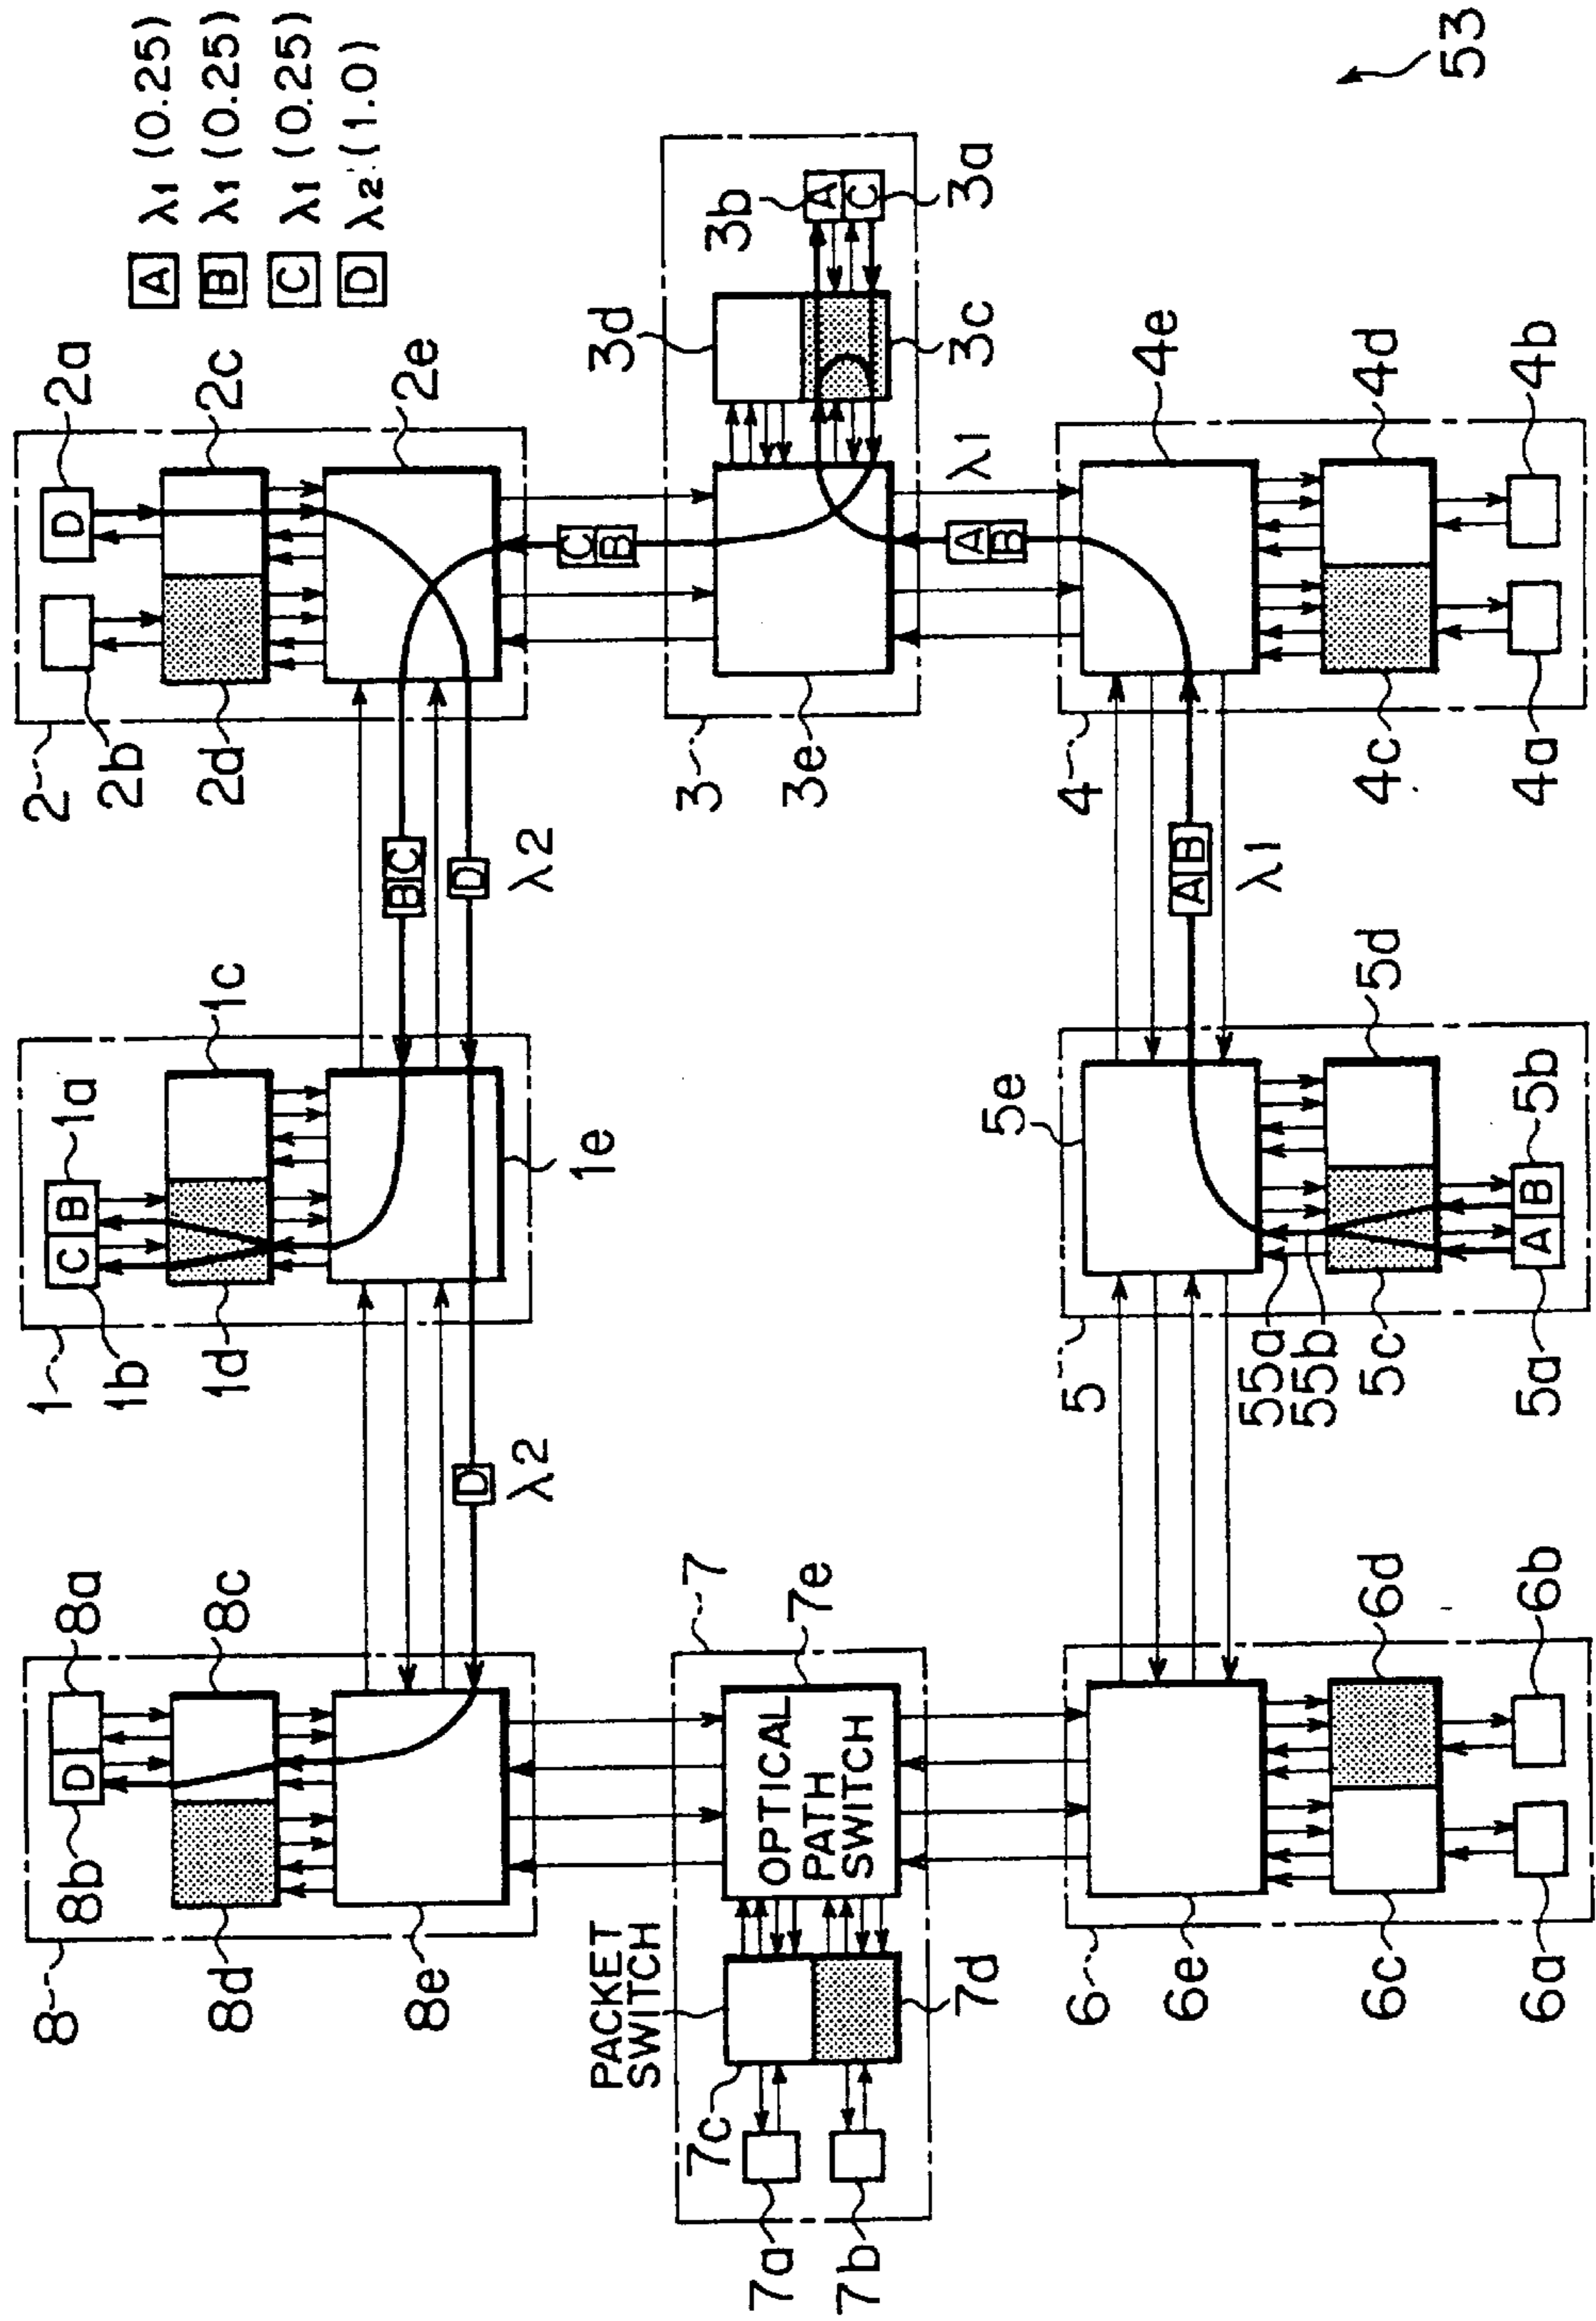 A λ1 (0.25)
B λ1 (0.25)
C λ1 (0.25)
D λ2 (1.0)
53
8
8b
D
8a
8d
8c
8e
D
λ2
1
1b
C
B
1a
1d
1c
1e
B C
D
λ2
2
2b
D
2a
2d
2c
2e
C
B
3
3e
3d
3c
3b
A
C
3a
A
B
λ1
4
4e
4c
4d
4a
4b
A B
λ1
5
5e
55a
55b
5c
5d
5a
A
B
5b
6
6e
6c
6d
6a
6b
7
7e
OPTICAL
PATH
SWITCH
PACKET
SWITCH
7c
7d
7a
7b